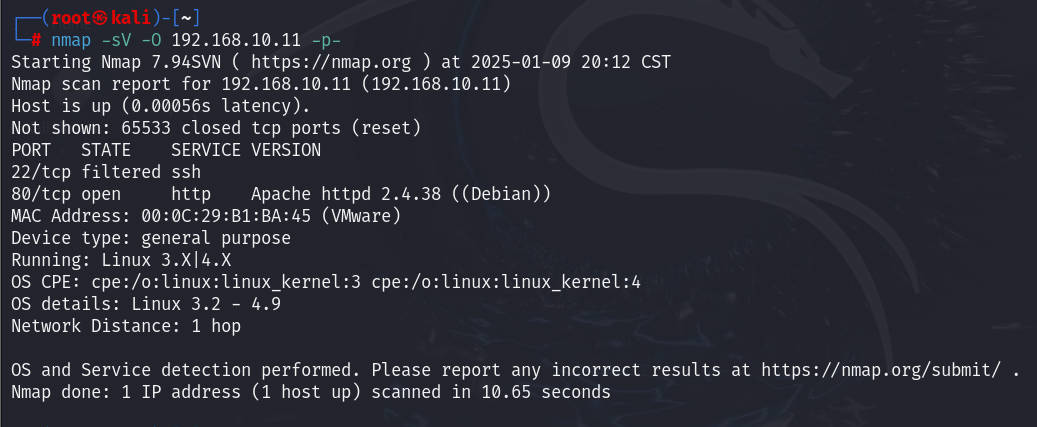 ┌──(root㉿kali)-[~]
└─# nmap -sV -O 192.168.10.11 -p-
Starting Nmap 7.94SVN ( https://nmap.org ) at 2025-01-09 20:12 CST
Nmap scan report for 192.168.10.11 (192.168.10.11)
Host is up (0.00056s latency).
Not shown: 65533 closed tcp ports (reset)
PORT   STATE    SERVICE VERSION
22/tcp filtered ssh
80/tcp open     http    Apache httpd 2.4.38 ((Debian))
MAC Address: 00:0C:29:B1:BA:45 (VMware)
Device type: general purpose
Running: Linux 3.X|4.X
OS CPE: cpe:/o:linux:linux_kernel:3 cpe:/o:linux:linux_kernel:4
OS details: Linux 3.2 - 4.9
Network Distance: 1 hop

OS and Service detection performed. Please report any incorrect results at https://nmap.org/submit/ .
Nmap done: 1 IP address (1 host up) scanned in 10.65 seconds